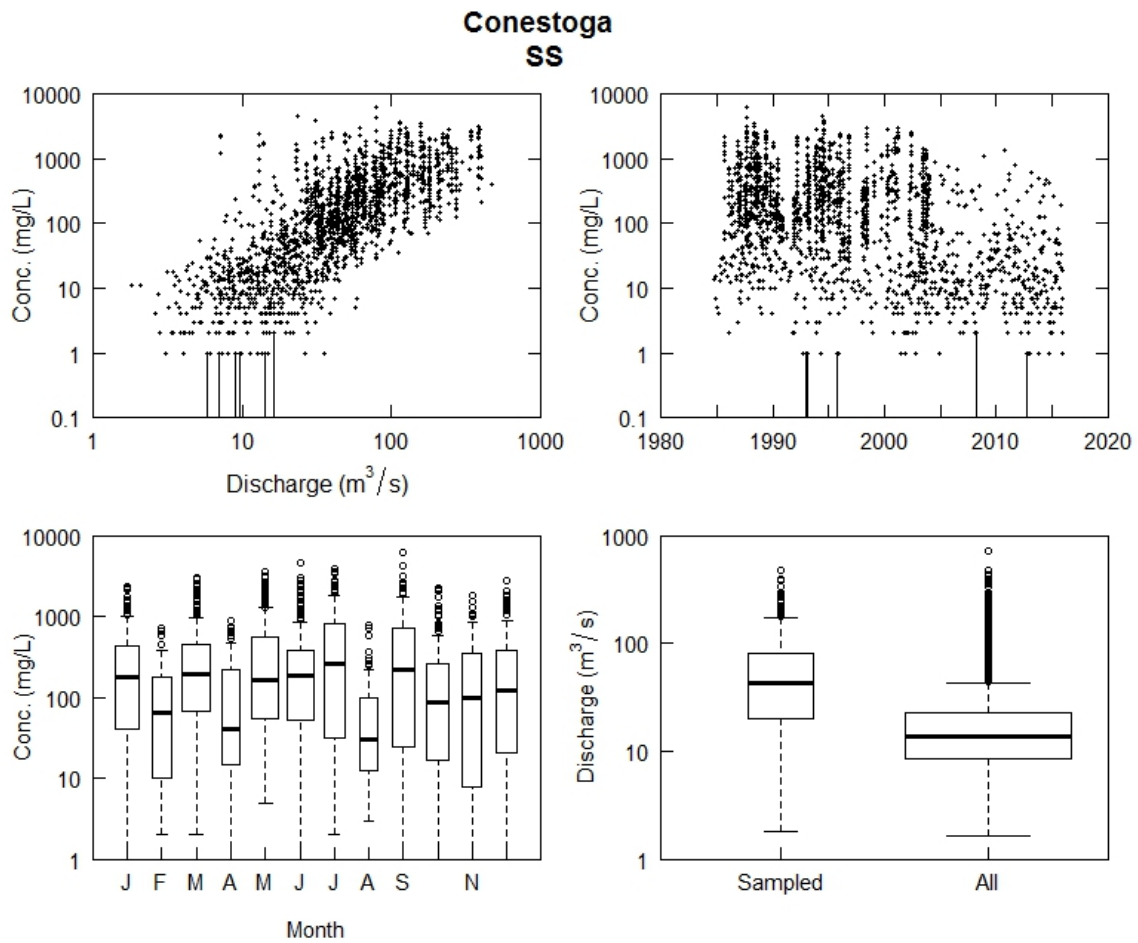 Conestoga
SS
10000
1000
100
10
1
0.1
Conc. (mg/L)
1 10 100 1000
Discharge (m³/s)
10000
1000
100
10
1
0.1
Conc. (mg/L)
1980 1990 2000 2010 2020
10000
1000
100
10
1
Conc. (mg/L)
J F M A M J J A S N
Month
1000
100
10
1
Discharge (m³/s)
Sampled All